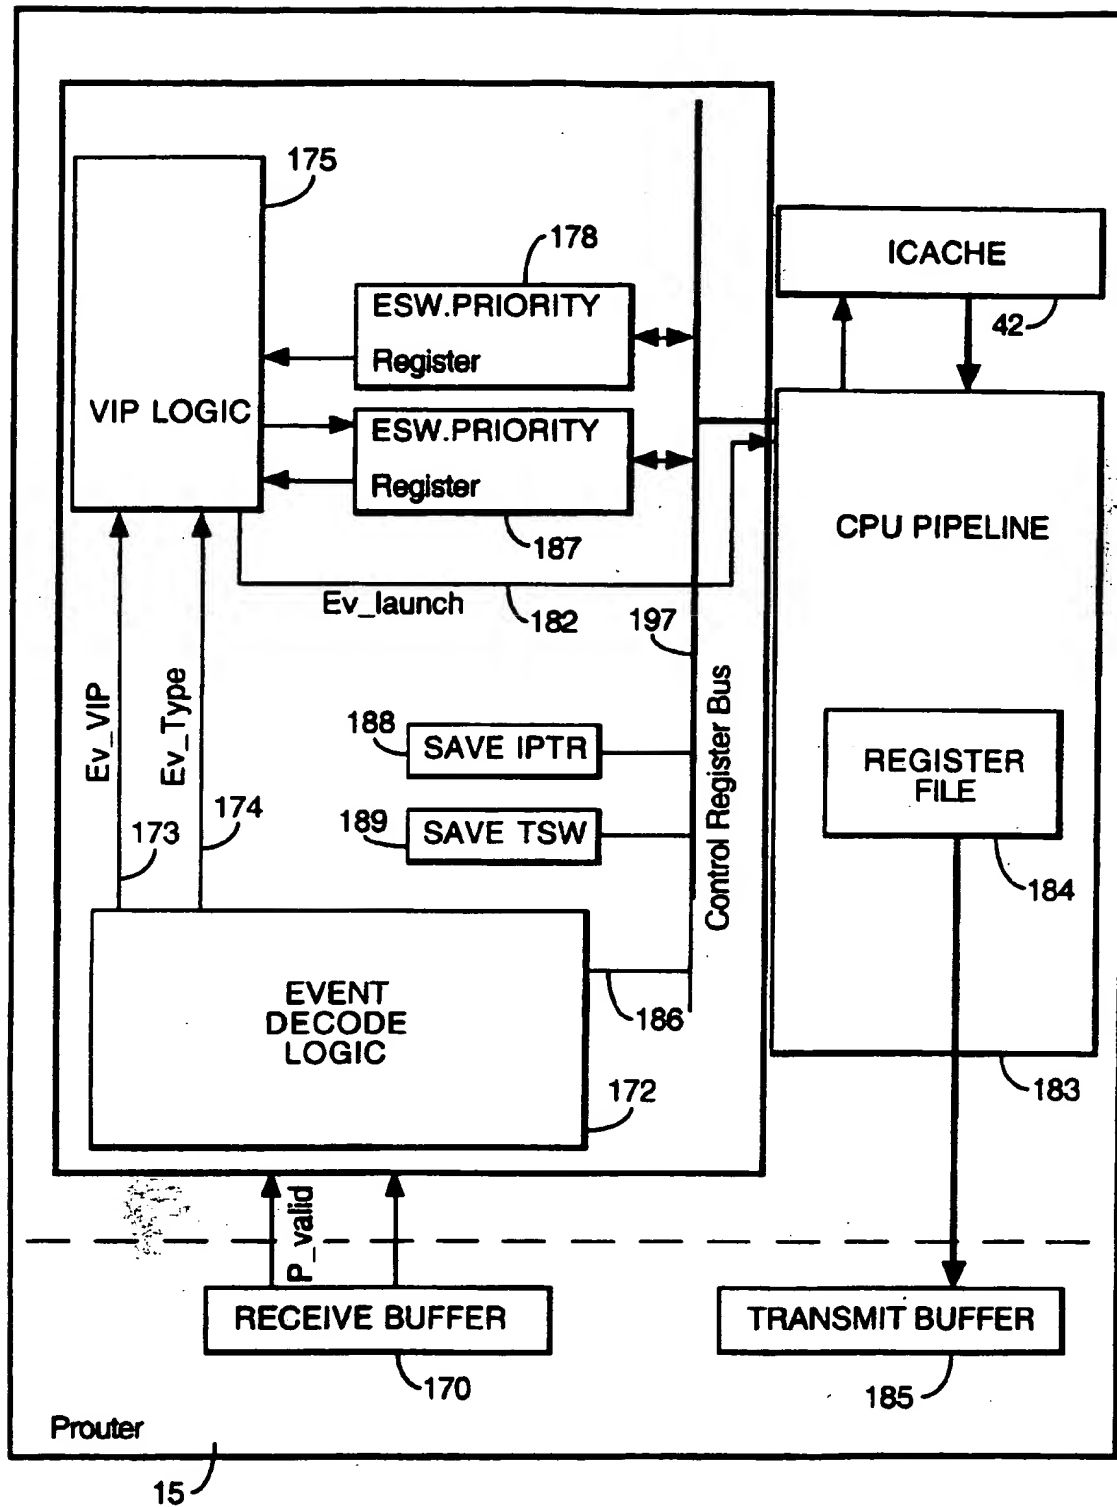 175
178
ICACHE
42
ESW.PRIORITY
Register
VIP LOGIC
ESW.PRIORITY
Register
187
CPU PIPELINE
Ev_launch
182
197
Ev_VIP
Ev_Type
Control Register Bus
188
SAVE IPTR
REGISTER
FILE
189
SAVE TSW
173
174
184
EVENT
DECODE
LOGIC
186
172
183
P_valid
RECEIVE BUFFER
TRANSMIT BUFFER
170
185
Prouter
15